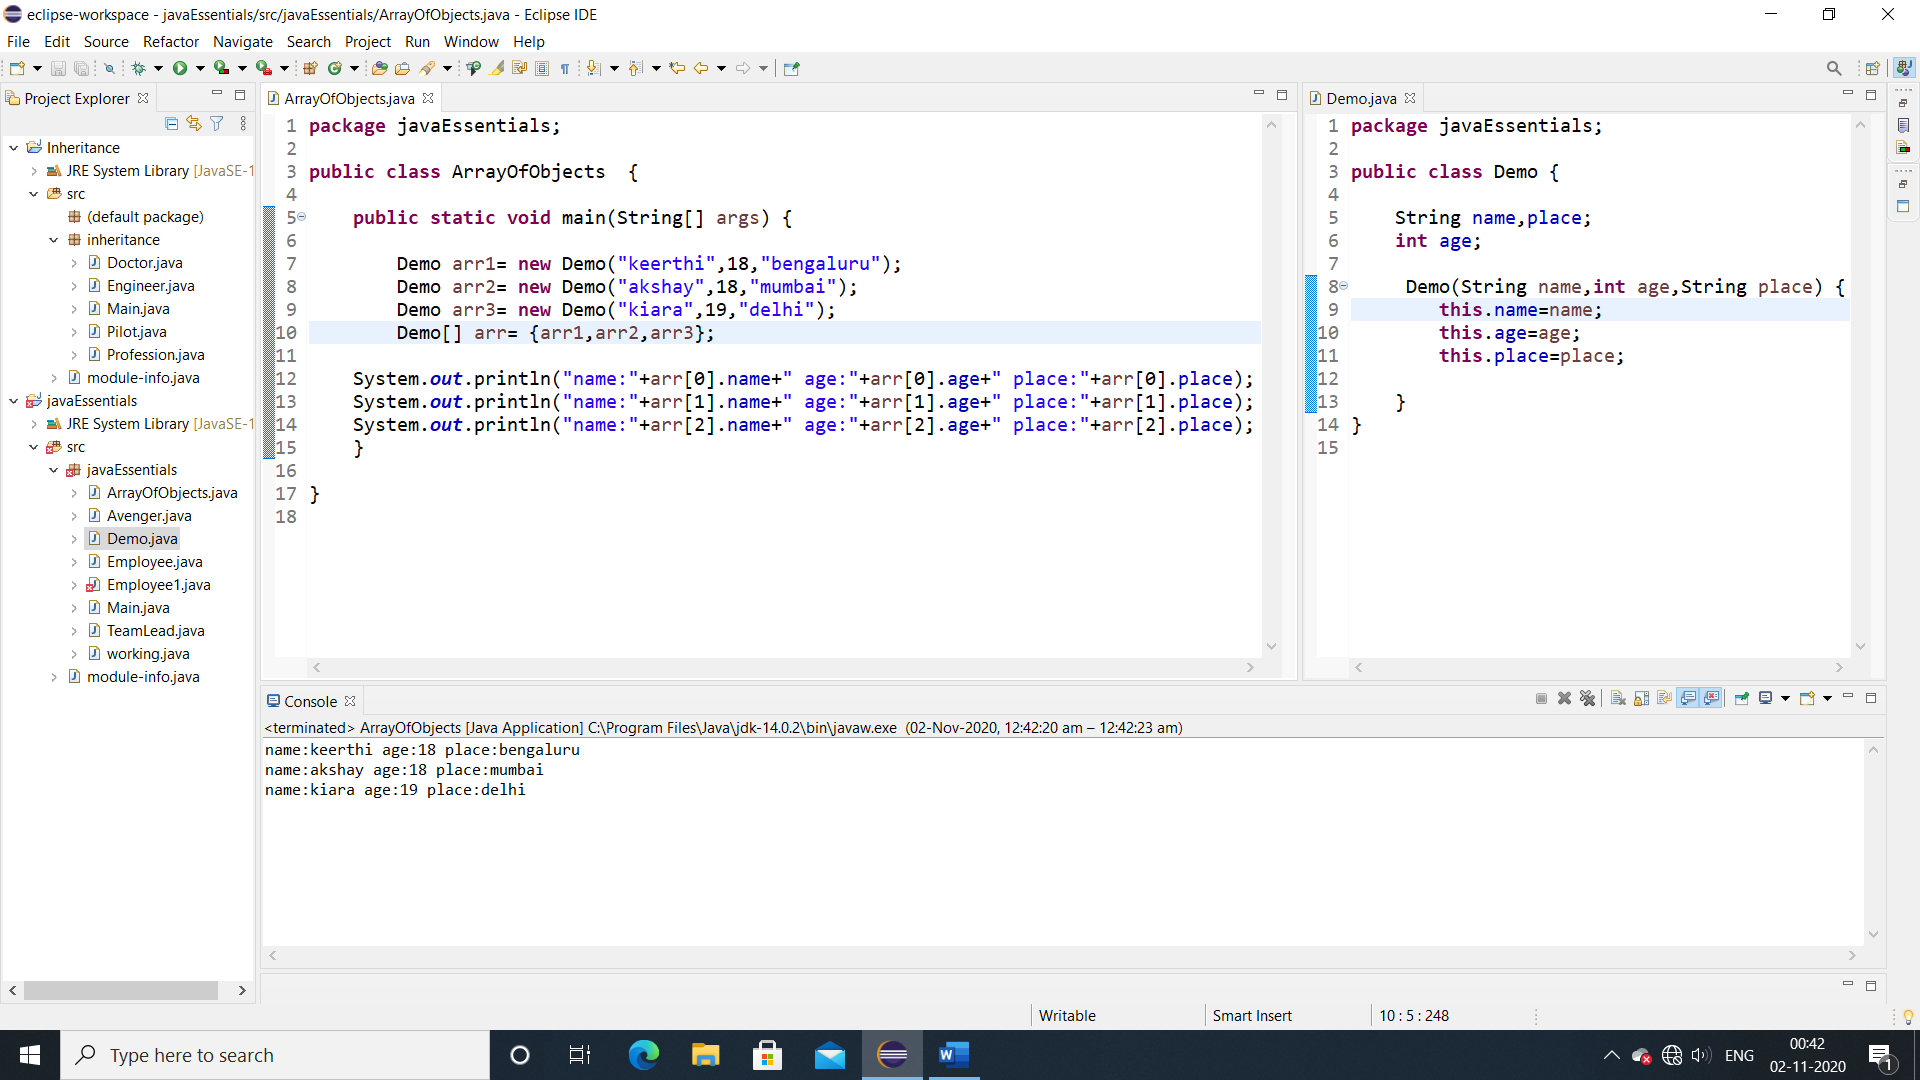 eclipse-workspace - javaEssentials/src/javaEssentials/ArrayOfObjects.java - Eclipse IDE
File Edit Source Refactor Navigate Search Project Run Window Help
Project Explorer
Inheritance
JRE System Library [JavaSE-1
src
(default package)
inheritance
Doctor.java
Engineer.java
Main.java
Pilot.java
Profession.java
module-info.java
javaEssentials
JRE System Library [JavaSE-1
src
javaEssentials
ArrayOfObjects.java
Avenger.java
Demo.java
Employee.java
Employee1.java
Main.java
TeamLead.java
working.java
module-info.java
ArrayOfObjects.java
1 package javaEssentials;
2
3 public class ArrayOfObjects  {
4
5     public static void main(String[] args) {
6
7         Demo arr1= new Demo("keerthi",18,"bengaluru");
8         Demo arr2= new Demo("akshay",18,"mumbai");
9         Demo arr3= new Demo("kiara",19,"delhi");
10         Demo[] arr= {arr1,arr2,arr3};
11
12     System.out.println("name:"+arr[0].name+" age:"+arr[0].age+" place:"+arr[0].place);
13     System.out.println("name:"+arr[1].name+" age:"+arr[1].age+" place:"+arr[1].place);
14     System.out.println("name:"+arr[2].name+" age:"+arr[2].age+" place:"+arr[2].place);
15     }
16
17 }
18
Demo.java
1 package javaEssentials;
2
3 public class Demo {
4
5     String name,place;
6     int age;
7
8      Demo(String name,int age,String place) {
9         this.name=name;
10         this.age=age;
11         this.place=place;
12
13     }
14 }
15
Console
<terminated> ArrayOfObjects [Java Application] C:\Program Files\Java\jdk-14.0.2\bin\javaw.exe  (02-Nov-2020, 12:42:20 am – 12:42:23 am)
name:keerthi age:18 place:bengaluru
name:akshay age:18 place:mumbai
name:kiara age:19 place:delhi
Writable Smart Insert 10 : 5 : 248
Type here to search
ENG
00:42
02-11-2020
1